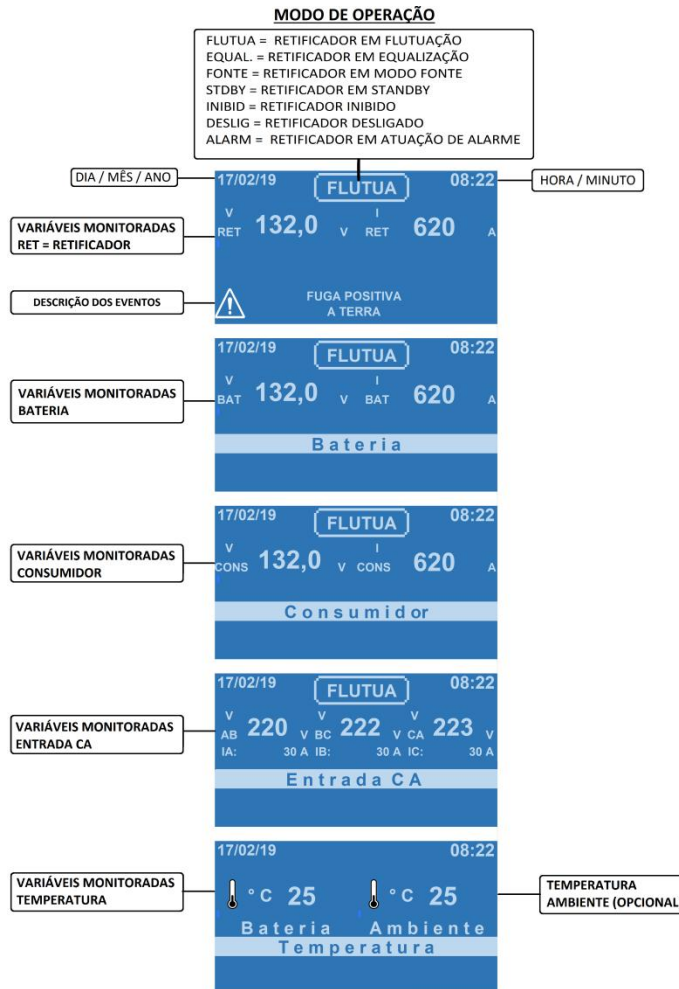 MODO DE OPERAÇÃO
FLUTUA = RETIFICADOR EM FLUTUAÇÃO
EQUAL. = RETIFICADOR EM EQUALIZAÇÃO
FONTE = RETIFICADOR EM MODO FONTE
STDBY = RETIFICADOR EM STANDBY
INIBID = RETIFICADOR INIBIDO
DESLIG = RETIFICADOR DESLIGADO
ALARM = RETIFICADOR EM ATUAÇÃO DE ALARME
DIA / MÊS / ANO
17/02/19 FLUTUA 08:22
HORA / MINUTO
VARIÁVEIS MONITORADAS
RET = RETIFICADOR
V I
RET 132,0 V RET 620 A
DESCRIÇÃO DOS EVENTOS
FUGA POSITIVA
A TERRA
17/02/19 FLUTUA 08:22
VARIÁVEIS MONITORADAS
BATERIA
V I
BAT 132,0 V BAT 620 A
Bateria
17/02/19 FLUTUA 08:22
VARIÁVEIS MONITORADAS
CONSUMIDOR
V I
CONS 132,0 V CONS 620 A
Consumidor
17/02/19 FLUTUA 08:22
VARIÁVEIS MONITORADAS
ENTRADA CA
V V V
AB 220 V BC 222 V CA 223 V
IA: 30 A IB: 30 A IC: 30 A
Entrada CA
17/02/19 08:22
VARIÁVEIS MONITORADAS
TEMPERATURA
°C 25 °C 25
TEMPERATURA
AMBIENTE (OPCIONAL
Bateria Ambiente
Temperatura